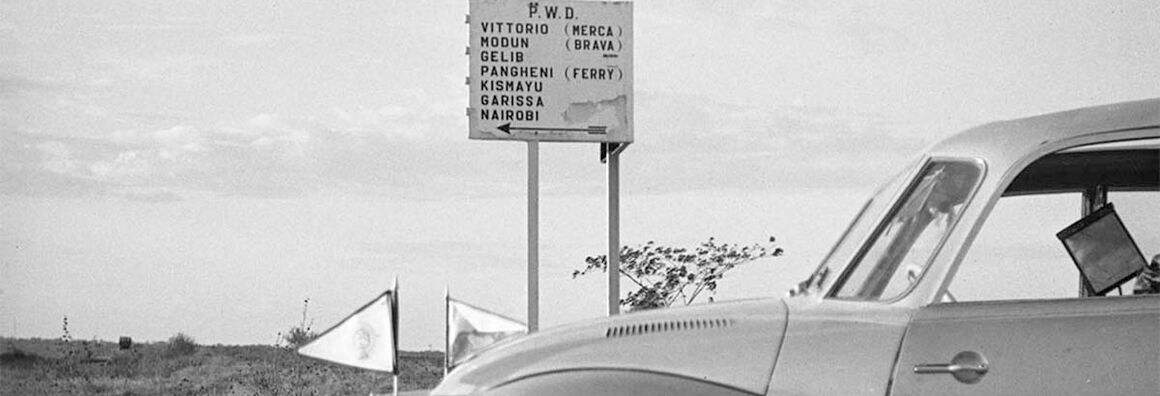 P.W.D.
VITTORIO (MERCA)
MODUN (BRAVA)
GELIB
PANGHENI (FERRY)
KISMAYU
GARISSA
NAIROBI